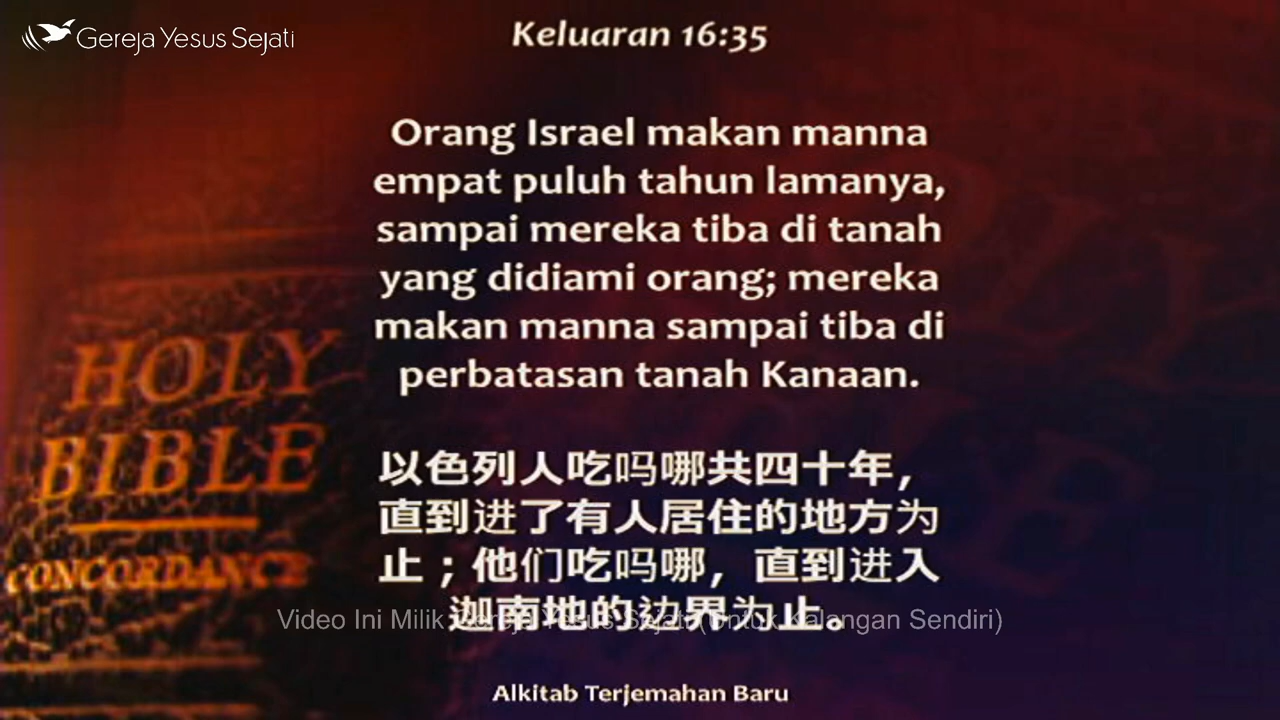 Gereja Yesus Sejati
Keluaran 16:35
Orang Israel makan manna
empat puluh tahun lamanya,
sampai mereka tiba di tanah
yang didiami orang; mereka
makan manna sampai tiba di
perbatasan tanah Kanaan.
HOLY
BIBLE
CONCORDANCE
以色列人吃吗哪共四十年，
直到进了有人居住的地方为
止；他们吃吗哪，直到进入
迦南地的边界为止。
Video Ini Milik Gereja Yesus Sejati (Untuk Kalangan Sendiri)
Alkitab Terjemahan Baru